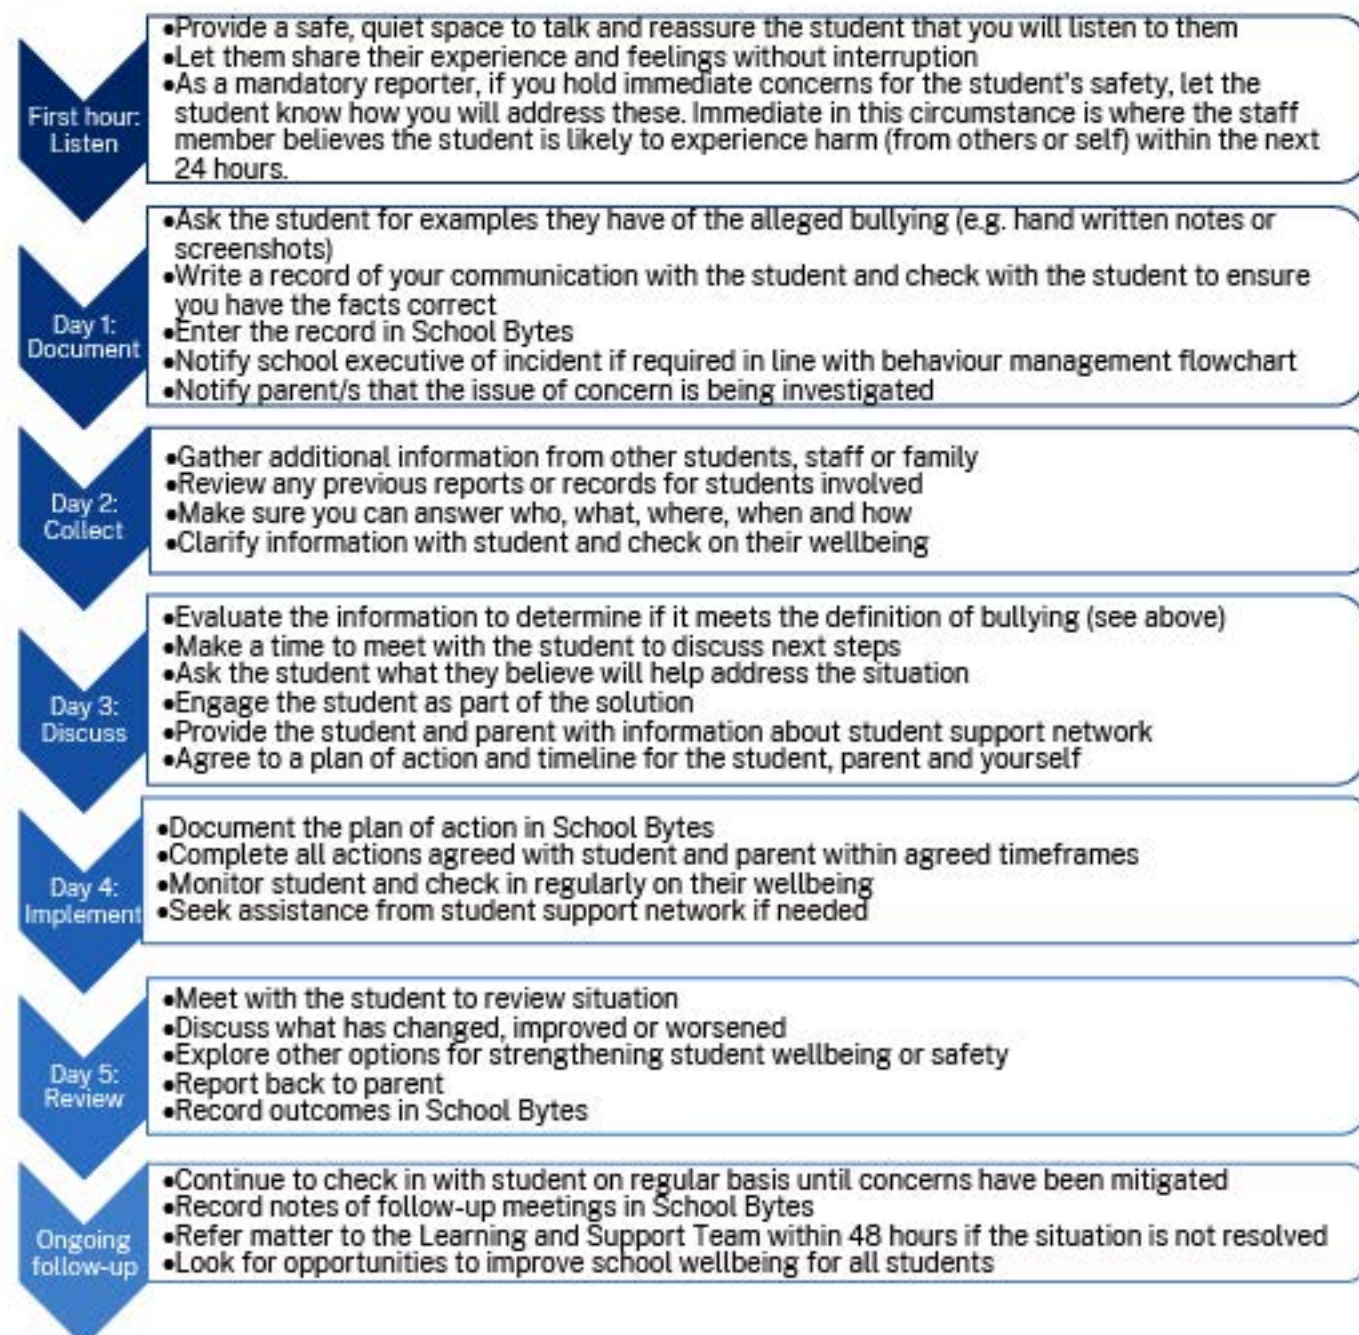 First hour:
Listen
•Provide a safe, quiet space to talk and reassure the student that you will listen to them
•Let them share their experience and feelings without interruption
•As a mandatory reporter, if you hold immediate concerns for the student's safety, let the
student know how you will address these. Immediate in this circumstance is where the staff
member believes the student is likely to experience harm (from others or self) within the next
24 hours.
Day 1:
Document
•Ask the student for examples they have of the alleged bullying (e.g. hand written notes or
screenshots)
•Write a record of your communication with the student and check with the student to ensure
you have the facts correct
•Enter the record in School Bytes
•Notify school executive of incident if required in line with behaviour management flowchart
•Notify parent/s that the issue of concern is being investigated
Day 2:
Collect
•Gather additional information from other students, staff or family
•Review any previous reports or records for students involved
•Make sure you can answer who, what, where, when and how
•Clarify information with student and check on their wellbeing
Day 3:
Discuss
•Evaluate the information to determine if it meets the definition of bullying (see above)
•Make a time to meet with the student to discuss next steps
•Ask the student what they believe will help address the situation
•Engage the student as part of the solution
•Provide the student and parent with information about student support network
•Agree to a plan of action and timeline for the student, parent and yourself
Day 4:
Implement
•Document the plan of action in School Bytes
•Complete all actions agreed with student and parent within agreed timeframes
•Monitor student and check in regularly on their wellbeing
•Seek assistance from student support network if needed
Day 5:
Review
•Meet with the student to review situation
•Discuss what has changed, improved or worsened
•Explore other options for strengthening student wellbeing or safety
•Report back to parent
•Record outcomes in School Bytes
Ongoing
follow-up
•Continue to check in with student on regular basis until concerns have been mitigated
•Record notes of follow-up meetings in School Bytes
•Refer matter to the Learning and Support Team within 48 hours if the situation is not resolved
•Look for opportunities to improve school wellbeing for all students